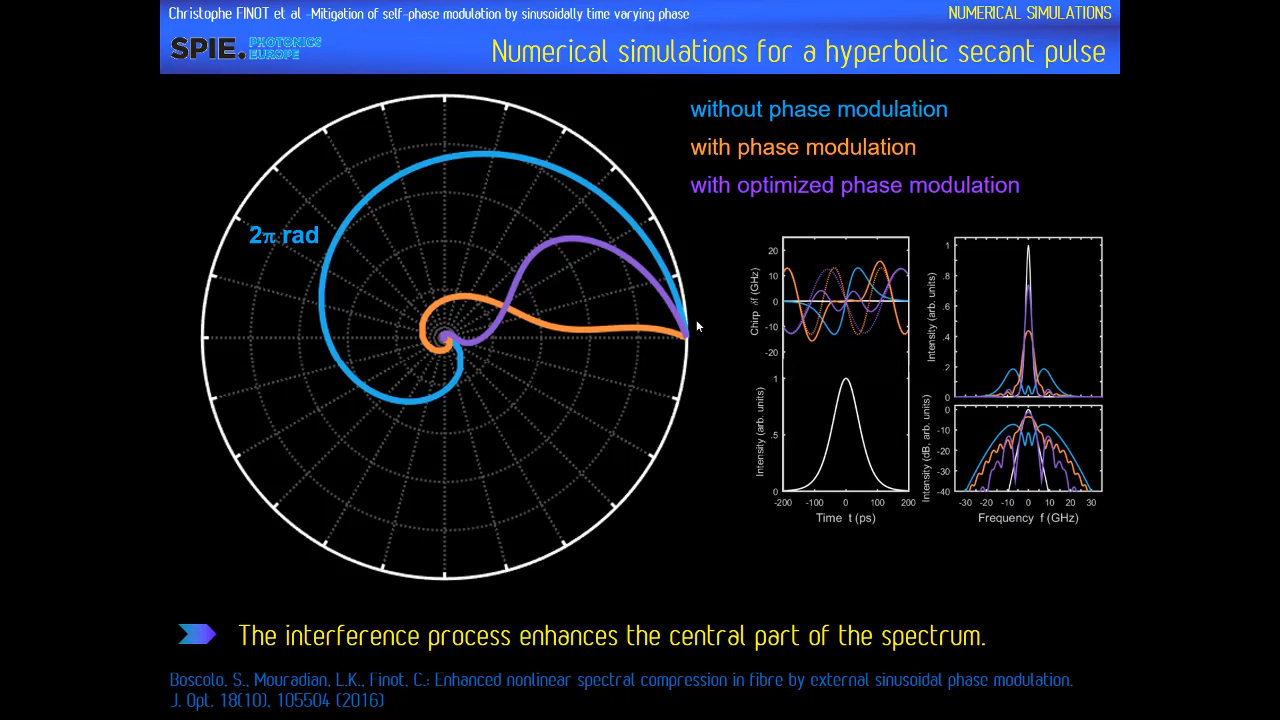 Christophe FINOT et al -Mitigation of self-phase modulation by sinusoidally time varying phase
NUMERICAL SIMULATIONS
SPIE. PHOTONICS
EUROPE
Numerical simulations for a hyperbolic secant pulse
without phase modulation
with phase modulation
with optimized phase modulation
2π rad
Chirp δf (GHz)
20
10
0
-10
-20
Intensity (arb. units)
1
.5
0
-200 -100 0 100 200
Time t (ps)
Intensity (arb. units)
1
.8
.6
.4
.2
0
Intensity (dB, arb. units)
0
-10
-20
-30
-40
-30 -20 -10 0 10 20 30
Frequency f (GHz)
The interference process enhances the central part of the spectrum.
Boscolo, S., Mouradian, L.K., Finot, C.: Enhanced nonlinear spectral compression in fibre by external sinusoidal phase modulation.
J. Opt. 18(10), 105504 (2016)